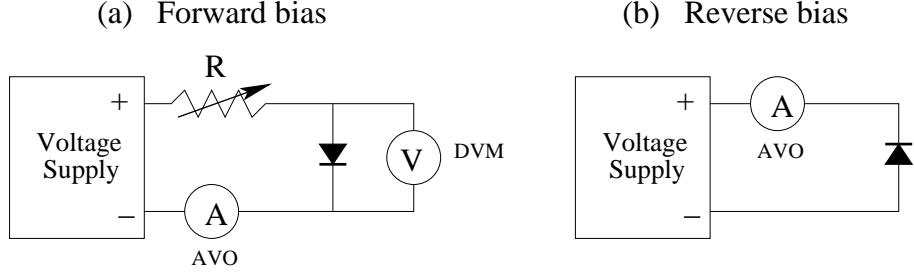 (a) Forward bias
R
+
Voltage
Supply
−
A
AVO
V
DVM
(b) Reverse bias
+
Voltage
Supply
−
A
AVO